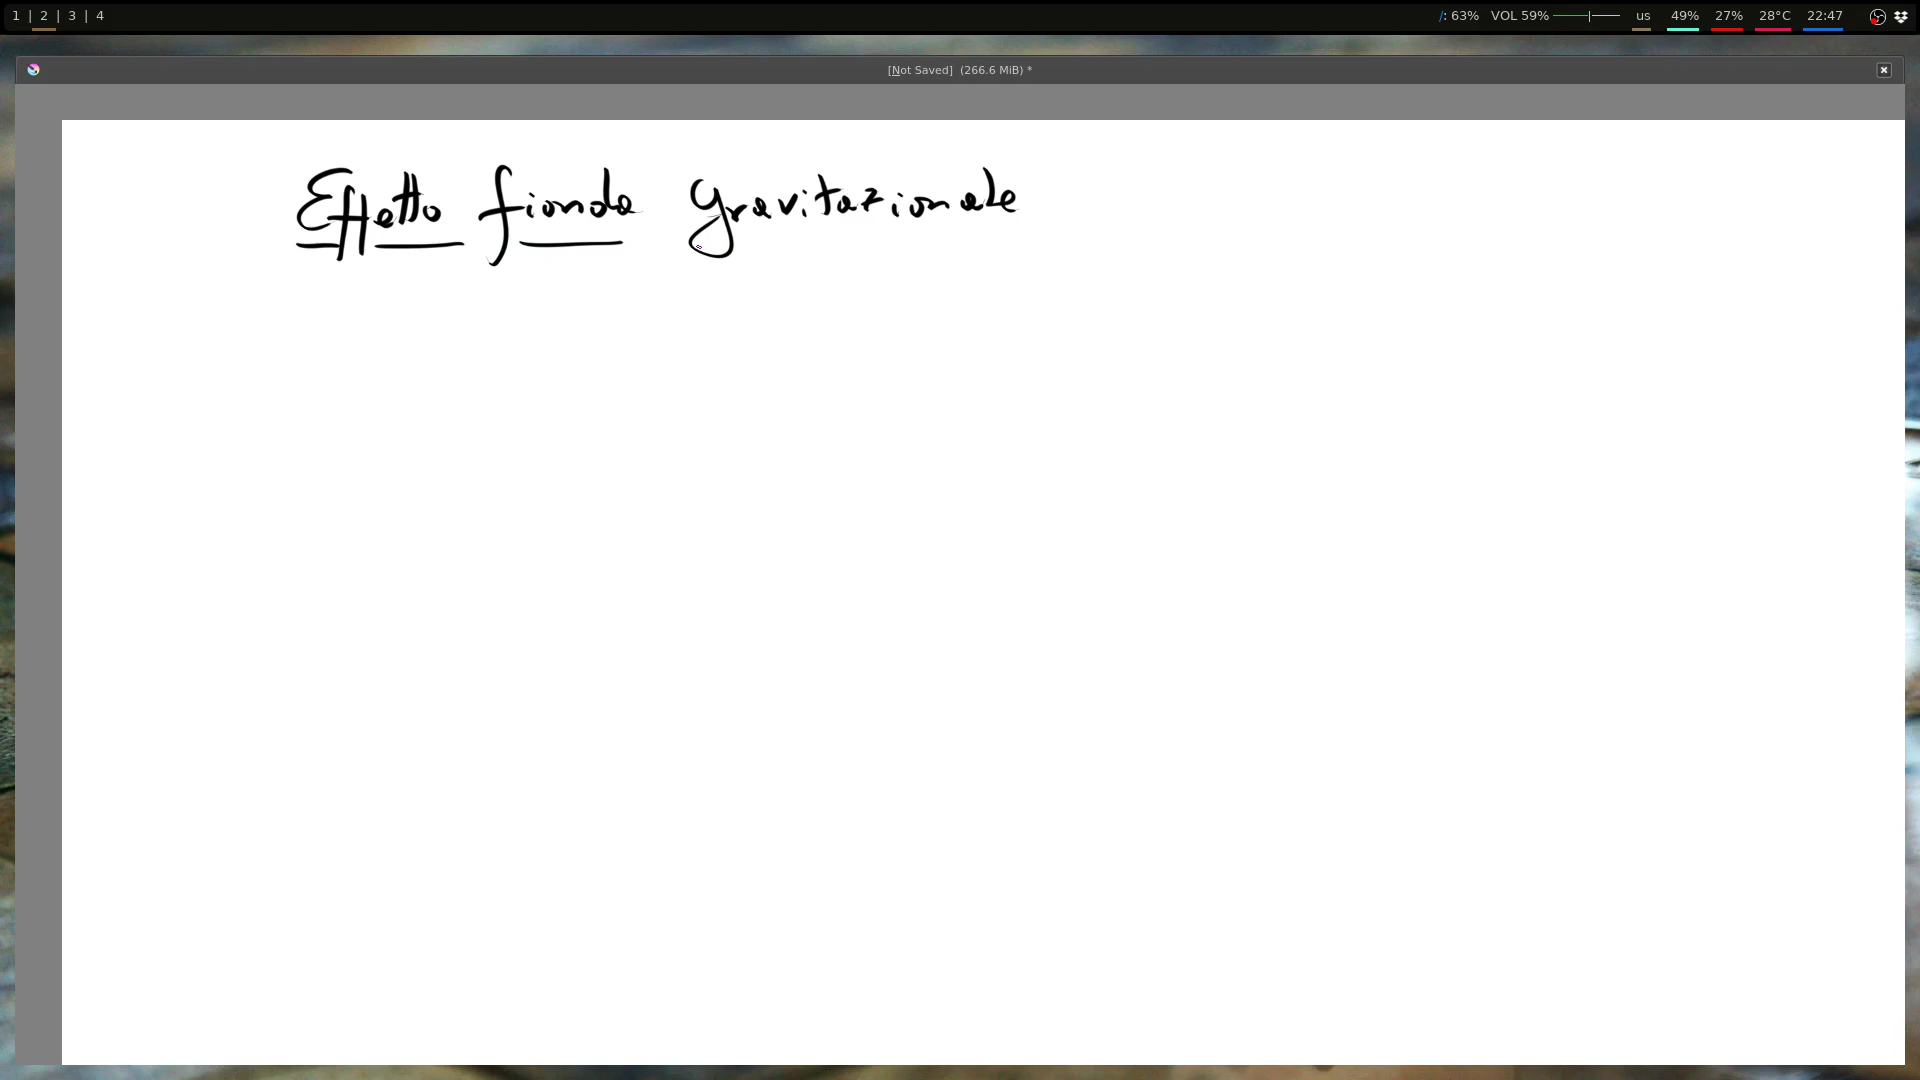 1 | 2 | 3 | 4 /: 63% VOL 59% us 49% 27% 28°C 22:47
[Not Saved] (266.6 MiB) *
Effetto fionda gravitazionale